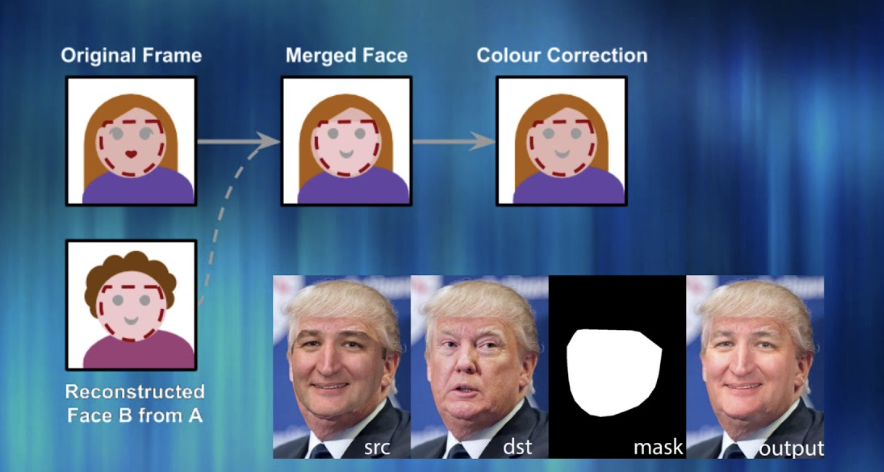 Original Frame
Merged Face
Colour Correction
Reconstructed
Face B from A
src
dst
mask
output